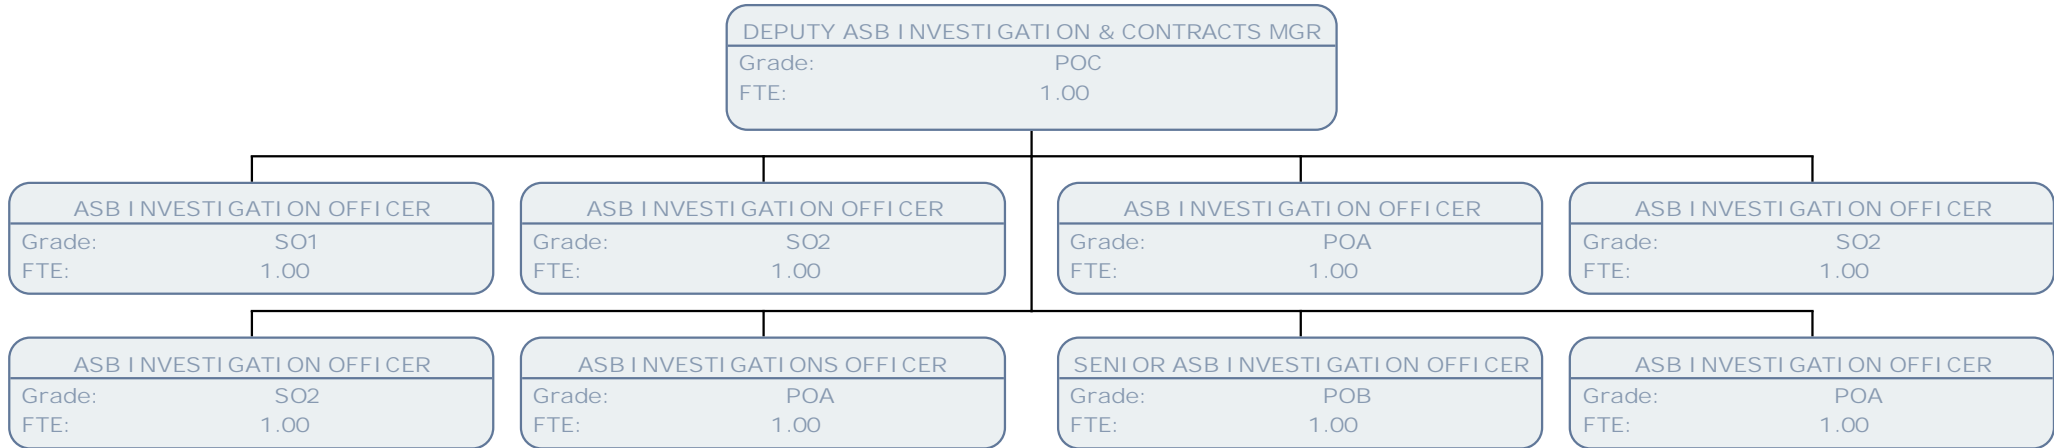 DEPUTY ASB INVESTIGATION & CONTRACTS MGR
Grade: POC
FTE: 1.00
ASB INVESTIGATION OFFICER
Grade: SO1
FTE: 1.00
ASB INVESTIGATION OFFICER
Grade: SO2
FTE: 1.00
ASB INVESTIGATION OFFICER
Grade: POA
FTE: 1.00
ASB INVESTIGATION OFFICER
Grade: SO2
FTE: 1.00
ASB INVESTIGATION OFFICER
Grade: SO2
FTE: 1.00
ASB INVESTIGATIONS OFFICER
Grade: POA
FTE: 1.00
SENIOR ASB INVESTIGATION OFFICER
Grade: POB
FTE: 1.00
ASB INVESTIGATION OFFICER
Grade: POA
FTE: 1.00